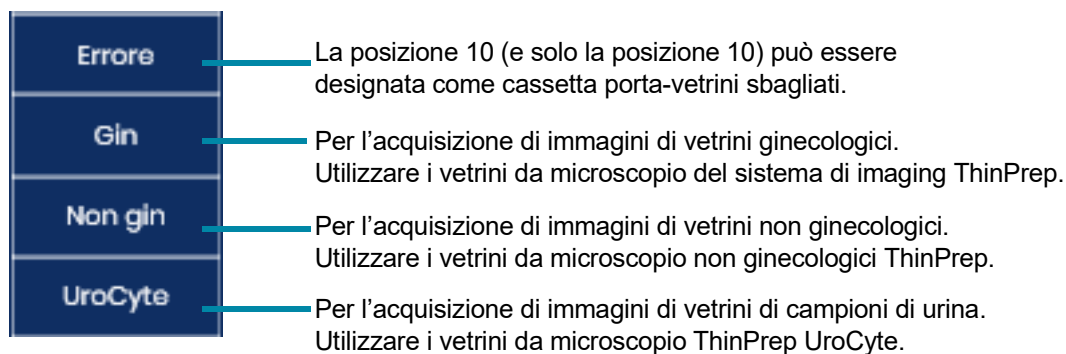 Errore
La posizione 10 (e solo la posizione 10) può essere
designata come cassetta porta-vetrini sbagliati.
Gin
Per l’acquisizione di immagini di vetrini ginecologici.
Utilizzare i vetrini da microscopio del sistema di imaging ThinPrep.
Non gin
Per l’acquisizione di immagini di vetrini non ginecologici.
Utilizzare i vetrini da microscopio non ginecologici ThinPrep.
UroCyte
Per l’acquisizione di immagini di vetrini di campioni di urina.
Utilizzare i vetrini da microscopio ThinPrep UroCyte.